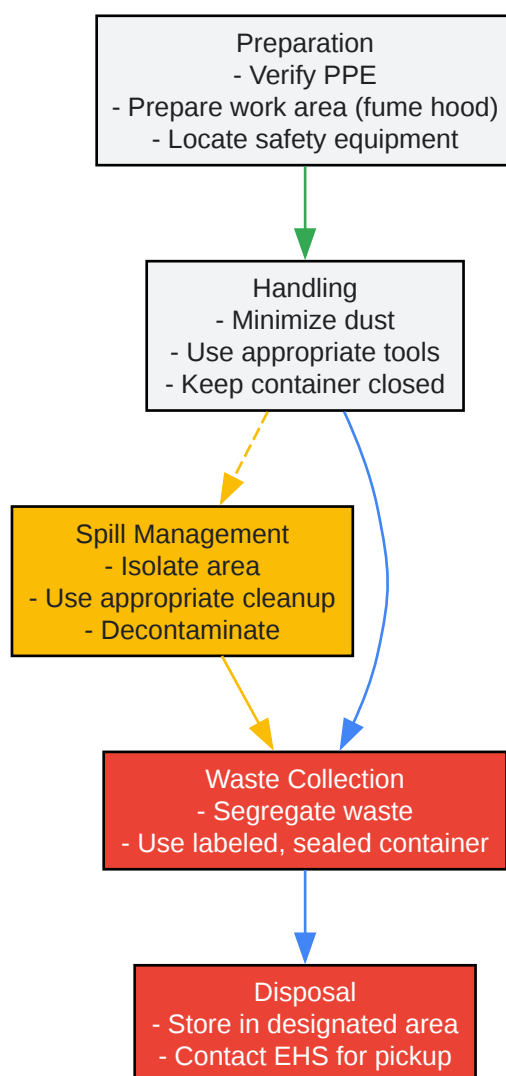 Preparation
- Verify PPE
- Prepare work area (fume hood)
- Locate safety equipment
Handling
- Minimize dust
- Use appropriate tools
- Keep container closed
Spill Management
- Isolate area
- Use appropriate cleanup
- Decontaminate
Waste Collection
- Segregate waste
- Use labeled, sealed container
Disposal
- Store in designated area
- Contact EHS for pickup